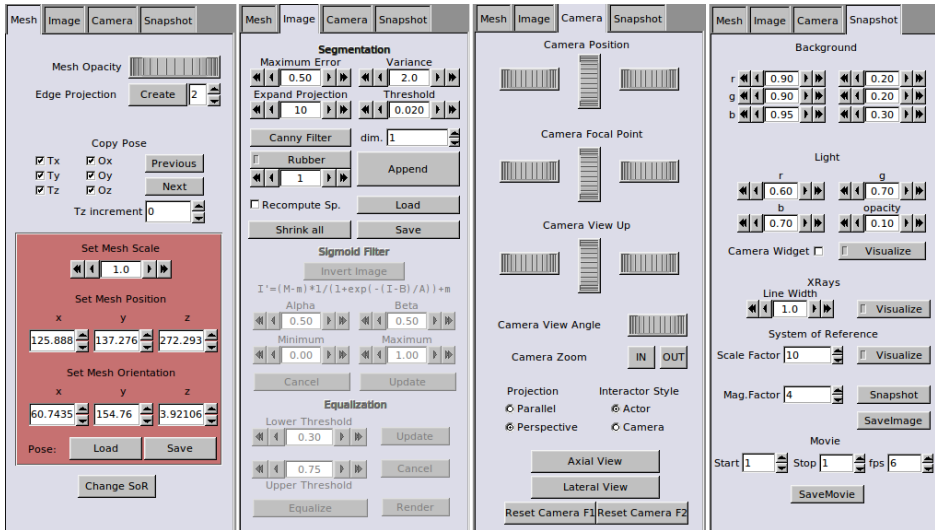 Mesh Image Camera Snapshot
Mesh Opacity
Edge Projection Create 2
Copy Pose
Tx Ox Previous
Ty Oy
Tz Oz Next
Tz increment 0
Set Mesh Scale
1.0
Set Mesh Position
x y z
125.888 137.276 272.293
Set Mesh Orientation
x y z
60.7435 154.76 3.92106
Pose: Load Save
Change SoR
Mesh Image Camera Snapshot
Segmentation
Maximum Error Variance
0.50 2.0
Expand Projection Threshold
10 0.020
Canny Filter dim. 1
Rubber Append
1
Recompute Sp. Load
Shrink all Save
Sigmoid Filter
Invert Image
I'=(M-m)*1/(1+exp(-(I-B)/A))+m
Alpha Beta
0.50 0.50
Minimum Maximum
0.00 1.00
Cancel Update
Equalization
Lower Threshold
0.30 Update
0.75 Cancel
Upper Threshold
Equalize Render
Mesh Image Camera Snapshot
Camera Position
Camera Focal Point
Camera View Up
Camera View Angle
Camera Zoom IN OUT
Projection Interactor Style
Parallel Actor
Perspective Camera
Axial View
Lateral View
Reset Camera F1 Reset Camera F2
Mesh Image Camera Snapshot
Background
r 0.90 0.20
g 0.90 0.20
b 0.95 0.30
Light
r g
0.60 0.70
b opacity
0.70 0.10
Camera Widget Visualize
XRays
Line Width
1.0 Visualize
System of Reference
Scale Factor 10 Visualize
Mag.Factor 4 Snapshot
SaveImage
Movie
Start 1 Stop 1 fps 6
SaveMovie